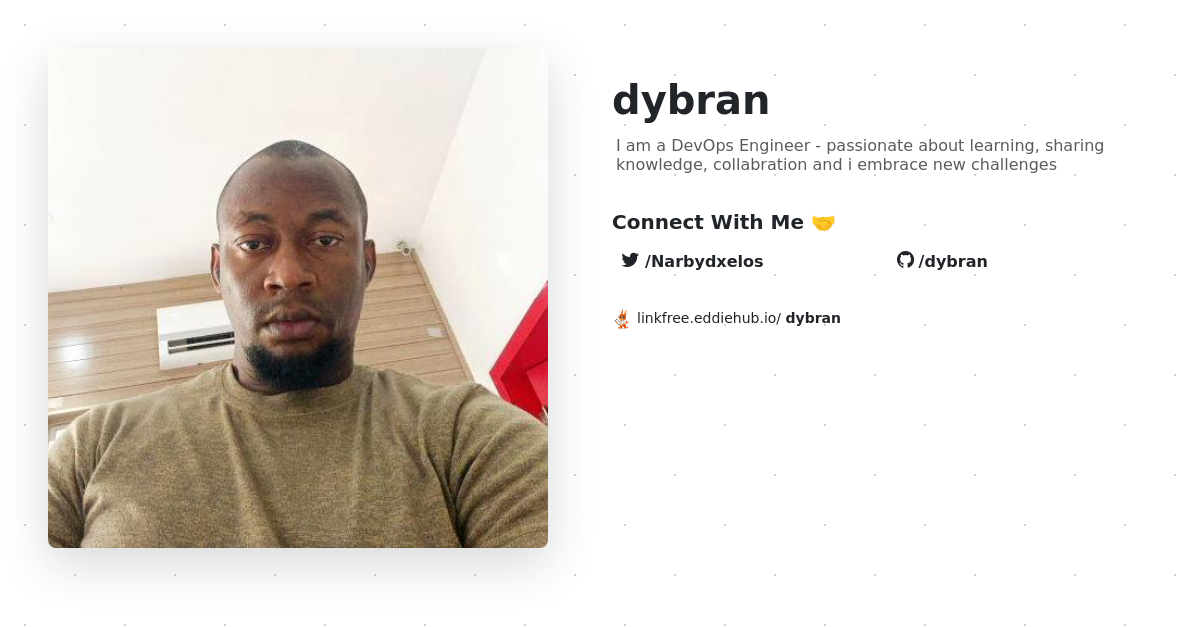 dybran
I am a DevOps Engineer - passionate about learning, sharing
knowledge, collabration and i embrace new challenges
Connect With Me 🤝
/Narbydxelos
/dybran
linkfree.eddiehub.io/ dybran